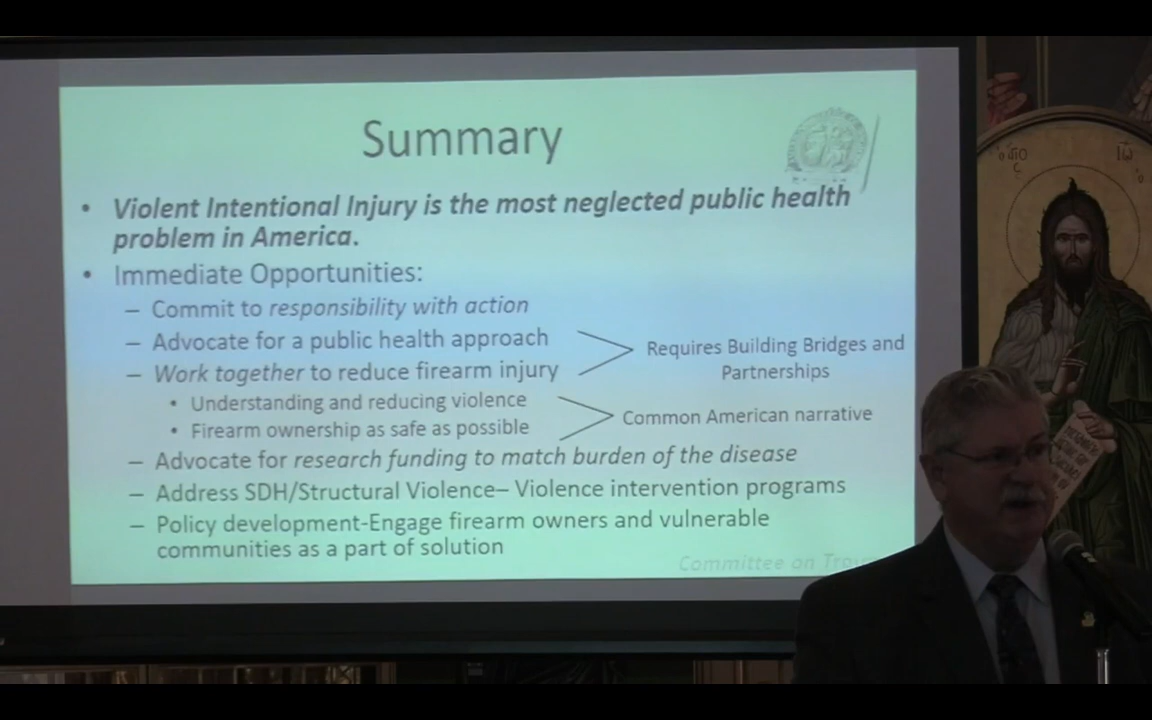 Summary
• Violent Intentional Injury is the most neglected public health
problem in America.
• Immediate Opportunities:
– Commit to responsibility with action
– Advocate for a public health approach
– Work together to reduce firearm injury
Requires Building Bridges and
Partnerships
• Understanding and reducing violence
• Firearm ownership as safe as possible
Common American narrative
– Advocate for research funding to match burden of the disease
– Address SDH/Structural Violence– Violence intervention programs
– Policy development-Engage firearm owners and vulnerable
communities as a part of solution
Committee on